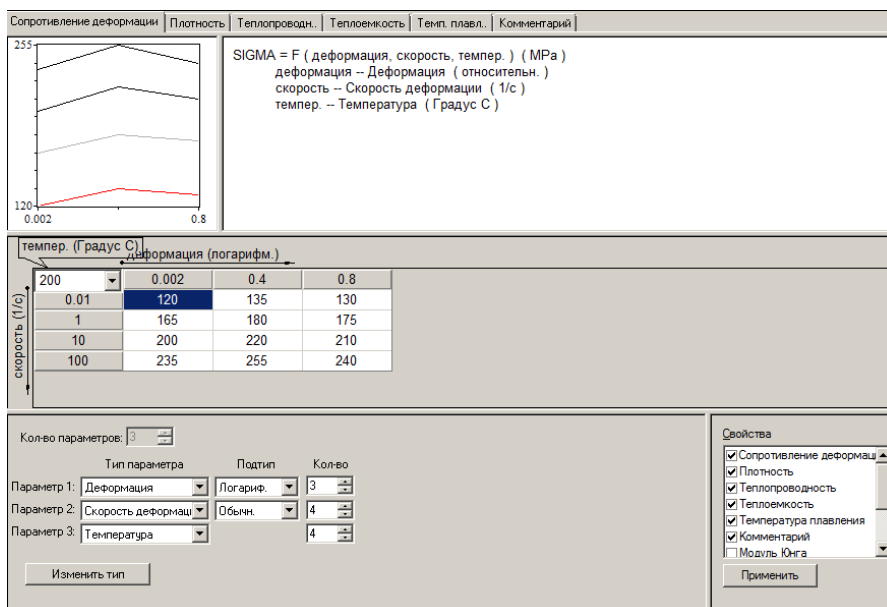 Сопротивление деформации Плотность Теплопроводн.. Теплоемкость Темп. плавл.. Комментарий
255
120
0.002 0.8
SIGMA = F ( деформация, скорость, темпер. ) ( MPa )
деформация -- Деформация ( относительн. )
скорость -- Скорость деформации ( 1/c )
темпер. -- Температура ( Градус C )
темпер. (Градус C)
деформация (логарифм.)
скорость (1/c)
200 0.002 0.4 0.8
0.01 120 135 130
1 165 180 175
10 200 220 210
100 235 255 240
Кол-во параметров: 3
Тип параметра Подтип Кол-во
Параметр 1: Деформация Логариф. 3
Параметр 2: Скорость деформаци Обычн. 4
Параметр 3: Температура 4
Изменить тип
Свойства
Сопротивление деформац
Плотность
Теплопроводность
Теплоемкость
Температура плавления
Комментарий
Модуль Юнга
Применить